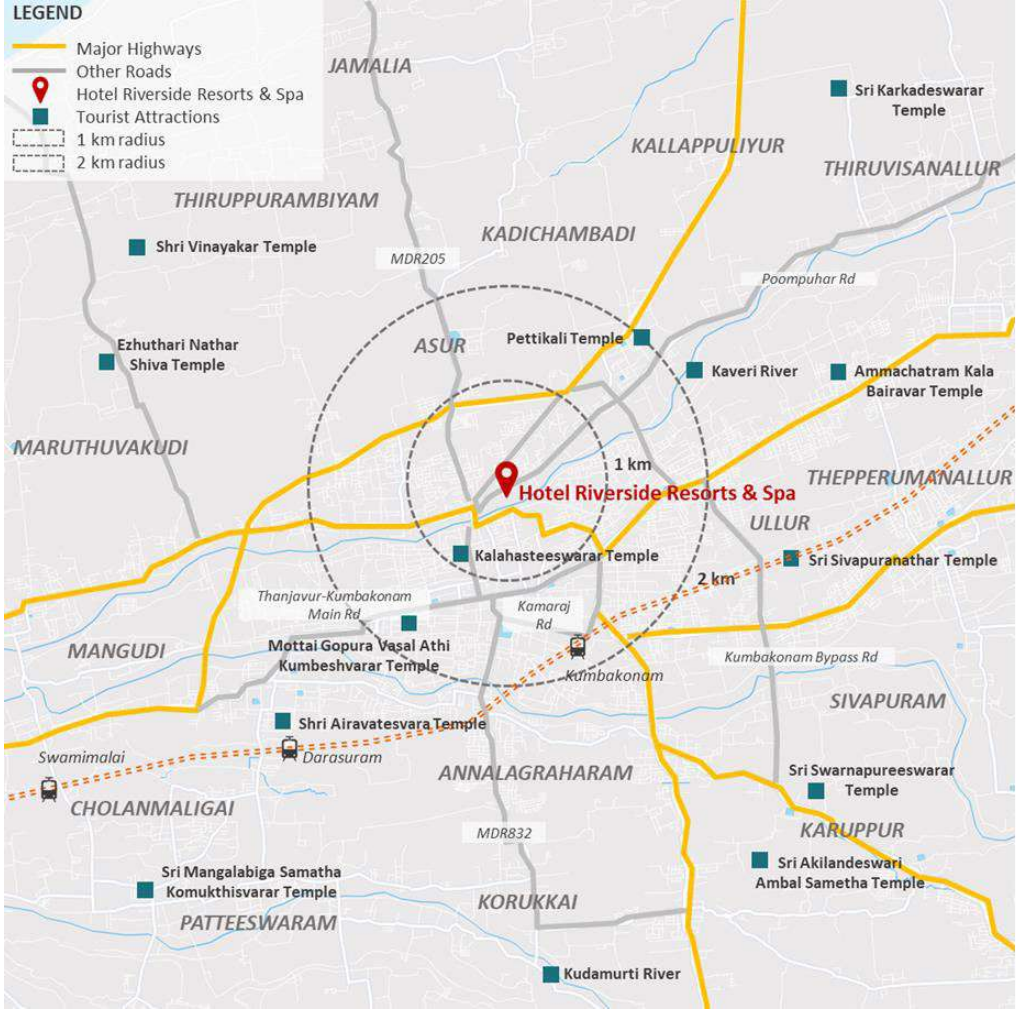 LEGEND
Major Highways
Other Roads
Hotel Riverside Resorts & Spa
Tourist Attractions
1 km radius
2 km radius
JAMALIA
Sri Karkadeswarar
Temple
KALLAPPULIYUR
THIRUVISANALLUR
THIRUPPURAMBIYAM
KADICHAMBADI
Shri Vinayakar Temple
MDR205
Poompuhar Rd
Pettikali Temple
ASUR
Ezhuthari Nathar
Shiva Temple
Kaveri River
Ammachatram Kala
Bairavar Temple
MARUTHUVAKUDI
1 km
THEPPERUMANALLUR
Hotel Riverside Resorts & Spa
ULLUR
Kalahasteeswarar Temple
Sri Sivapuranathar Temple
2 km
Thanjavur-Kumbakonam
Main Rd
Kamaraj
Rd
MANGUDI
Mottai Gopura Vasal Athi
Kumbeshvarar Temple
Kumbakonam
Kumbakonam Bypass Rd
SIVAPURAM
Shri Airavatesvara Temple
Swamimalai
Darasuram
ANNALAGRAHARAM
Sri Swarnapureeswarar
Temple
CHOLANMALIGAI
MDR832
KARUPPUR
Sri Mangalabiga Samatha
Komukthisvarar Temple
Sri Akilandeswari
Ambal Sametha Temple
KORUKKAI
PATTEESWARAM
Kudamurti River